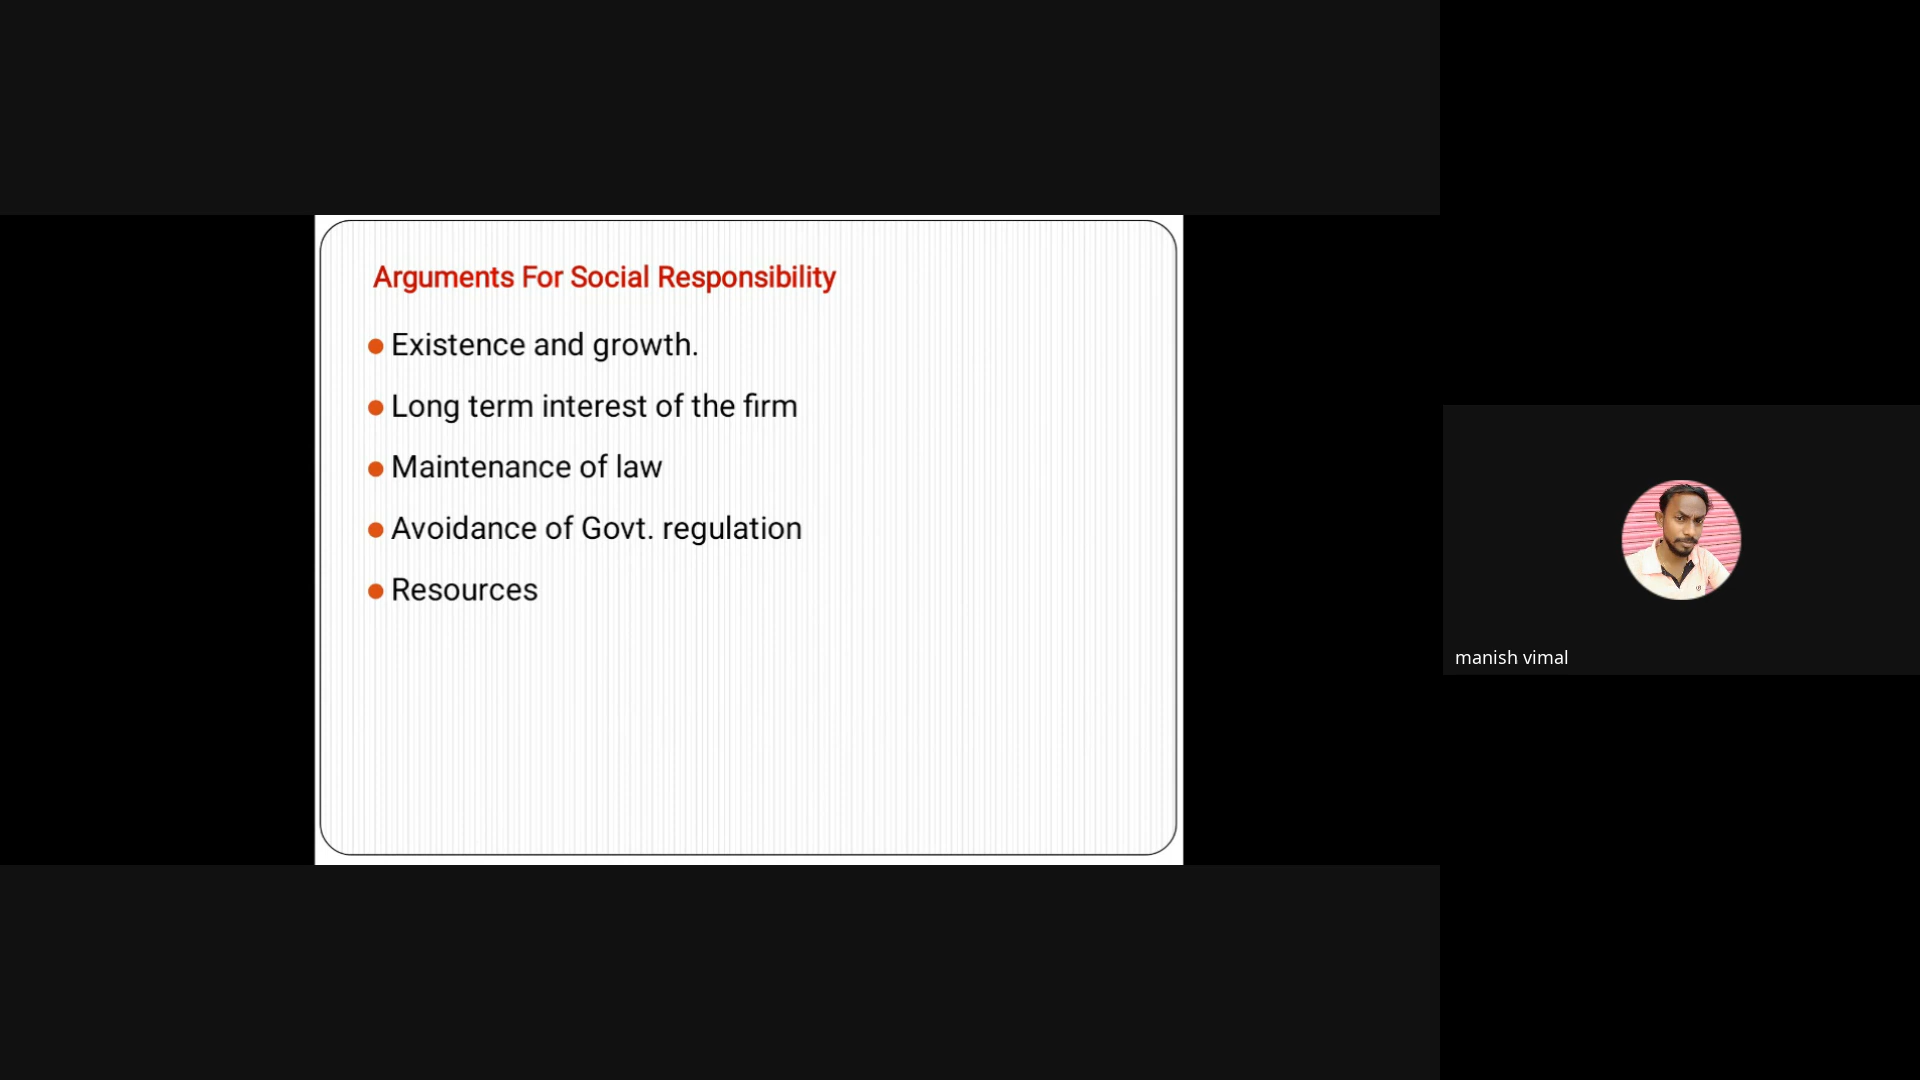 Arguments For Social Responsibility
Existence and growth.
Long term interest of the firm
Maintenance of law
Avoidance of Govt. regulation
Resources
manish vimal